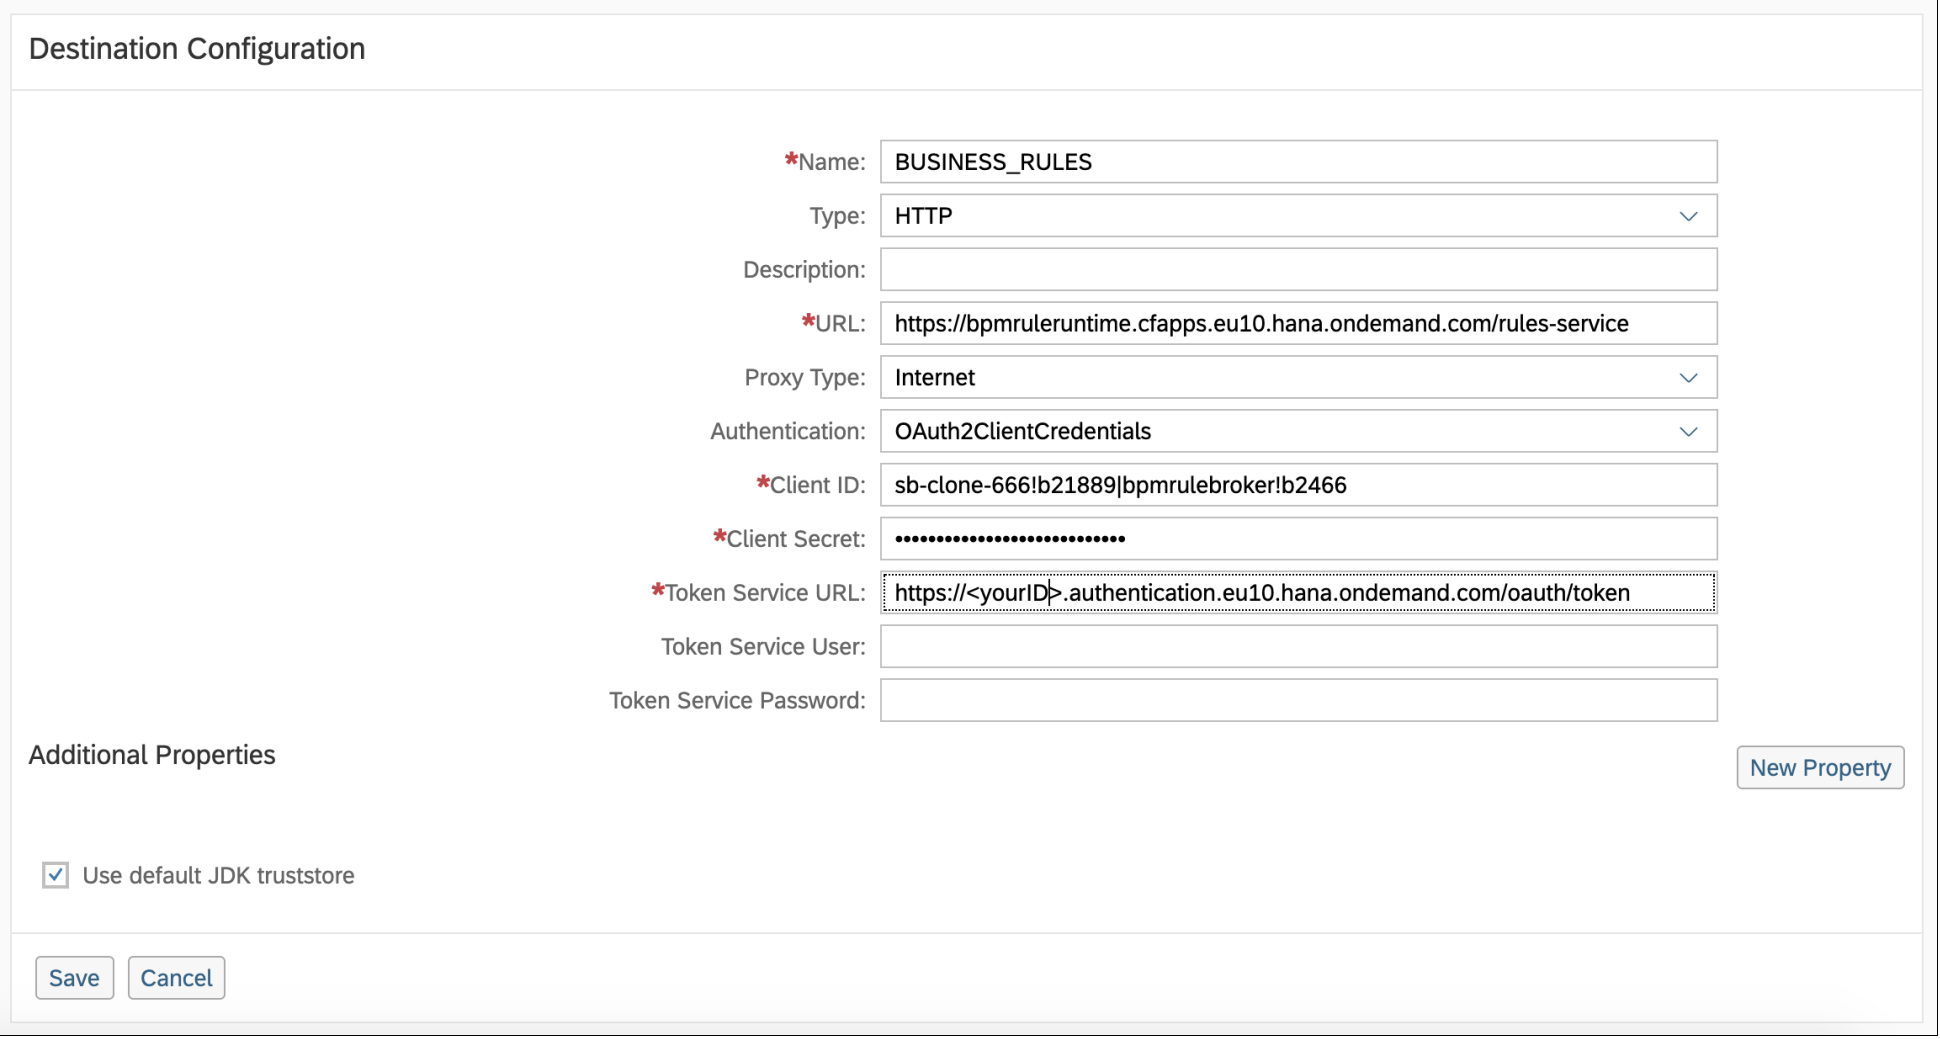 Destination Configuration
*Name: BUSINESS_RULES
Type: HTTP
Description:
*URL: https://bpmruleruntime.cfapps.eu10.hana.ondemand.com/rules-service
Proxy Type: Internet
Authentication: OAuth2ClientCredentials
*Client ID: sb-clone-666!b21889|bpmrulebroker!b2466
*Client Secret: ••••••••••••••••••••••••••••
*Token Service URL: https://<yourID>.authentication.eu10.hana.ondemand.com/oauth/token
Token Service User:
Token Service Password:
Additional Properties
New Property
Use default JDK truststore
Save Cancel